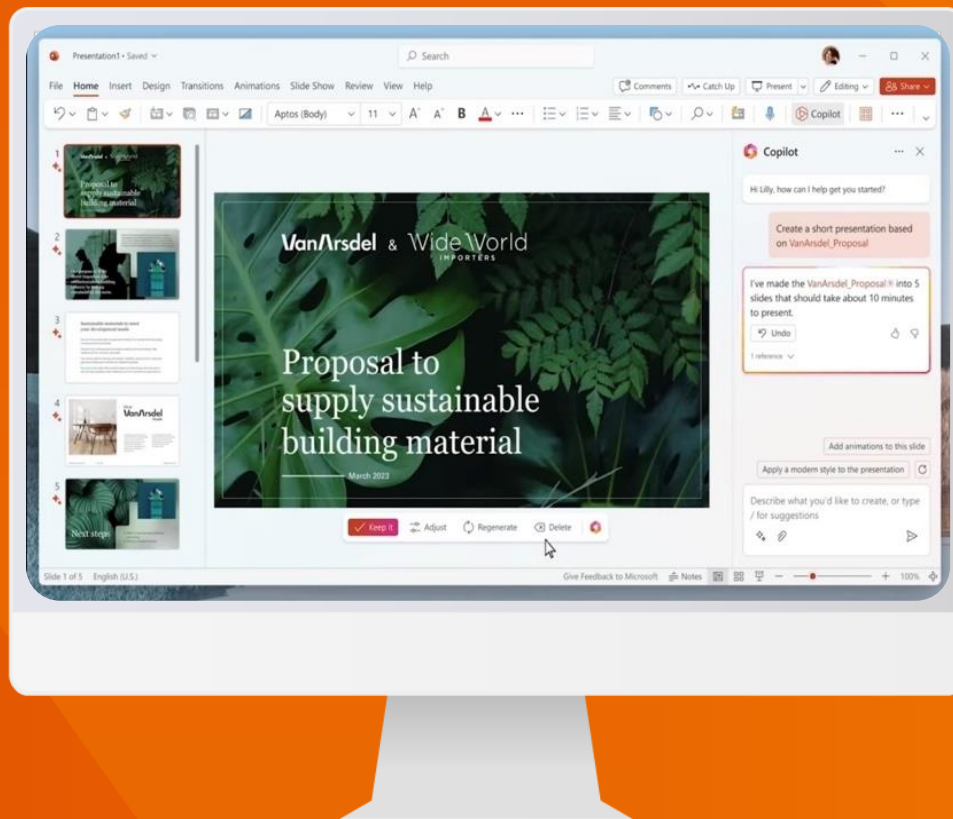 Presentation1 • Saved
Search
File Home Insert Design Transitions Animations Slide Show Review View Help
Comments Catch Up Present Editing Share
Aptos (Body) 11 A A B A ... Copilot ...
1
VanArsdel &
Proposal to
supply sustainable
building material
2
3
Sustainable materials to meet
your development needs
4
VanArsdel
5
Next steps
VanArsdel & Wide World
IMPORTERS
Proposal to
supply sustainable
building material
March 2023
Keep it Adjust Regenerate Delete
Copilot ...
Hi Lilly, how can I help get you started?
Create a short presentation based
on VanArsdel_Proposal
I've made the VanArsdel_Proposal into 5
slides that should take about 10 minutes
to present.
Undo
1 reference
Add animations to this slide
Apply a modern style to the presentation
Describe what you'd like to create, or type
/ for suggestions
Slide 1 of 5 English (U.S.) Give Feedback to Microsoft Notes 100%